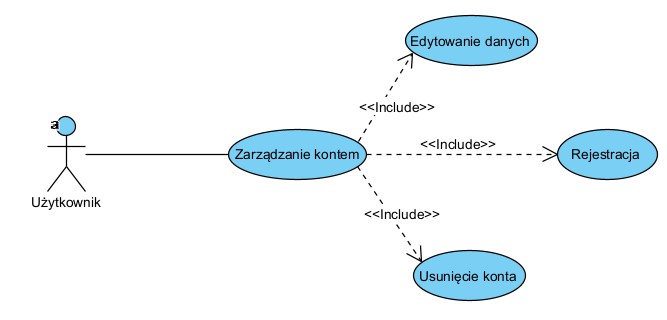 Edytowanie danych
<<Include>>
a
Zarządzanie kontem
<<Include>>
Rejestracja
Użytkownik
<<Include>>
Usunięcie konta